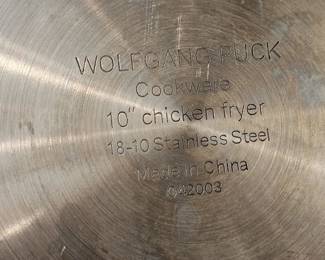 WOLFGANG PUCK
Cookware
10" chicken fryer
18-10 Stainless Steel
Made in China
042003